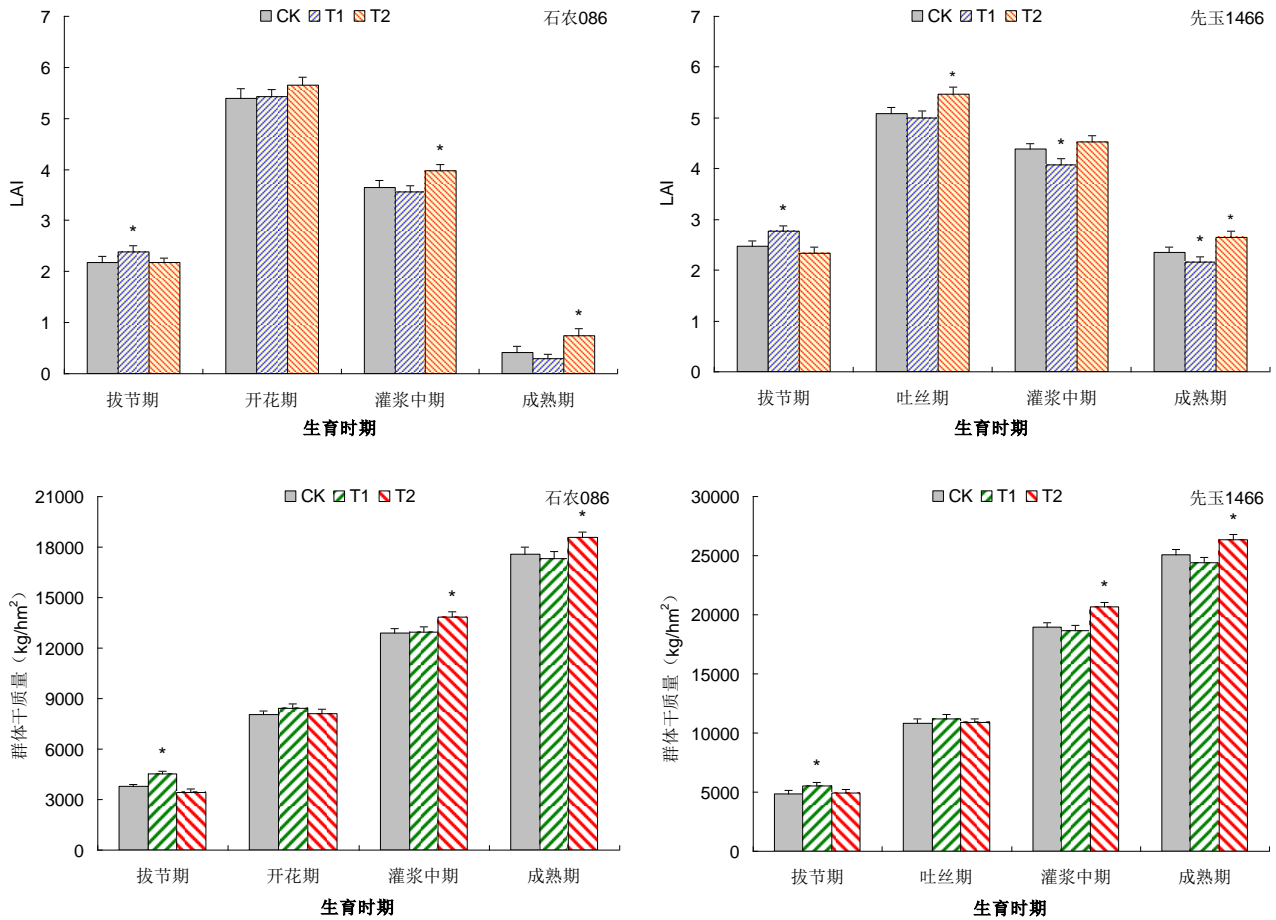 CK T1 T2
石农086
7
6
5
4
3
2
1
0
LAI
*
*
*
拔节期 开花期 灌浆中期 成熟期
生育时期
CK T1 T2
先玉1466
7
6
5
4
3
2
1
0
LAI
*
*
*
*
*
拔节期 吐丝期 灌浆中期 成熟期
生育时期
CK T1 T2
石农086
21000
18000
15000
12000
9000
6000
3000
0
群体干质量（kg/hm²）
*
*
*
拔节期 开花期 灌浆中期 成熟期
生育时期
CK T1 T2
先玉1466
30000
25000
20000
15000
10000
5000
0
群体干质量（kg/hm²）
*
*
*
拔节期 吐丝期 灌浆中期 成熟期
生育时期